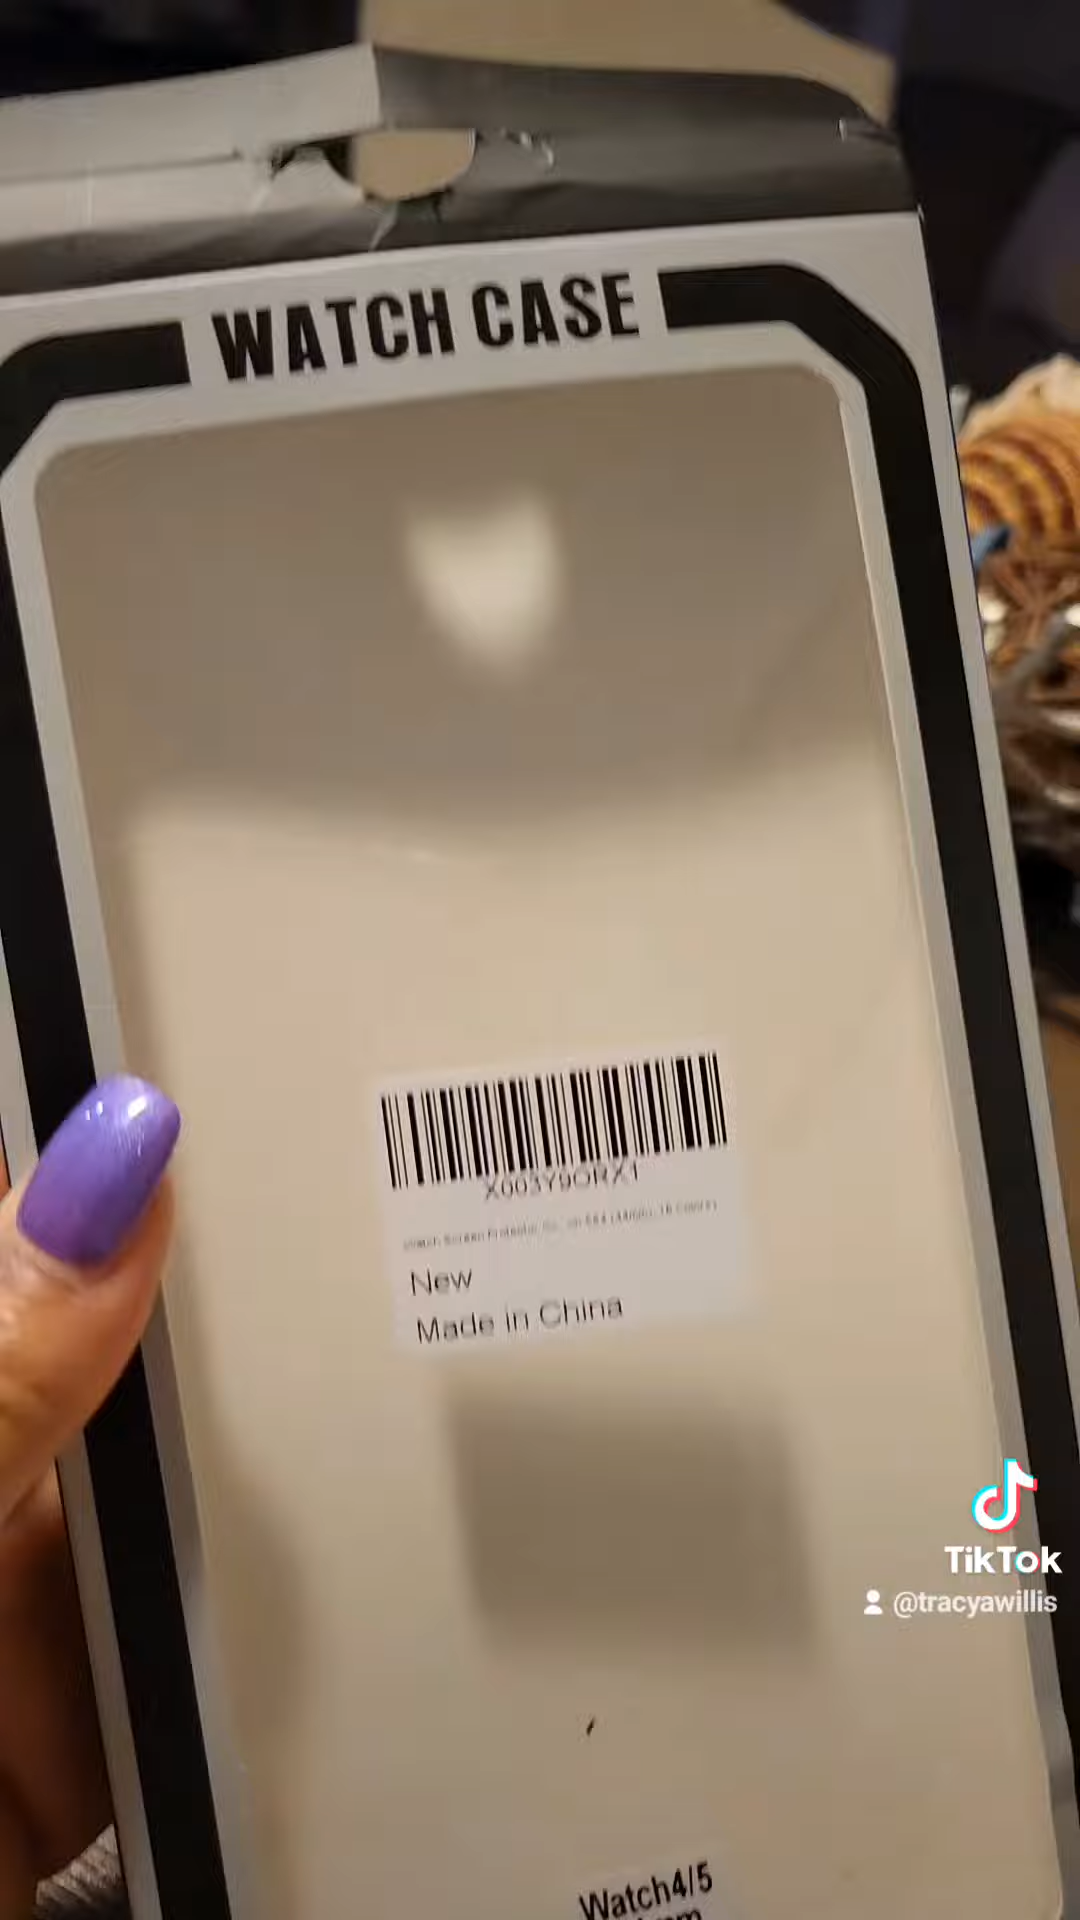 WATCH CASE
X003Y9ORX1
New
Made in China
Watch4/5
TikTok
@tracyawillis